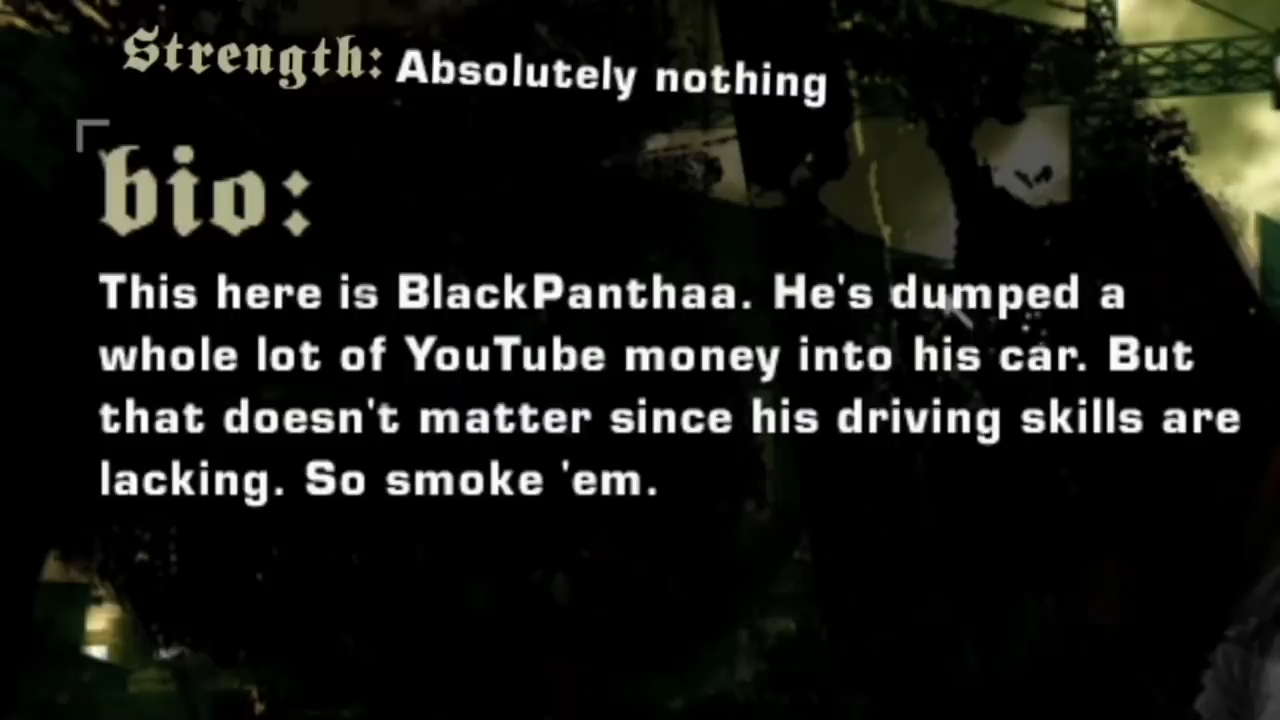 Strength: Absolutely nothing
bio:
This here is BlackPanthaa. He's dumped a
whole lot of YouTube money into his car. But
that doesn't matter since his driving skills are
lacking. So smoke 'em.